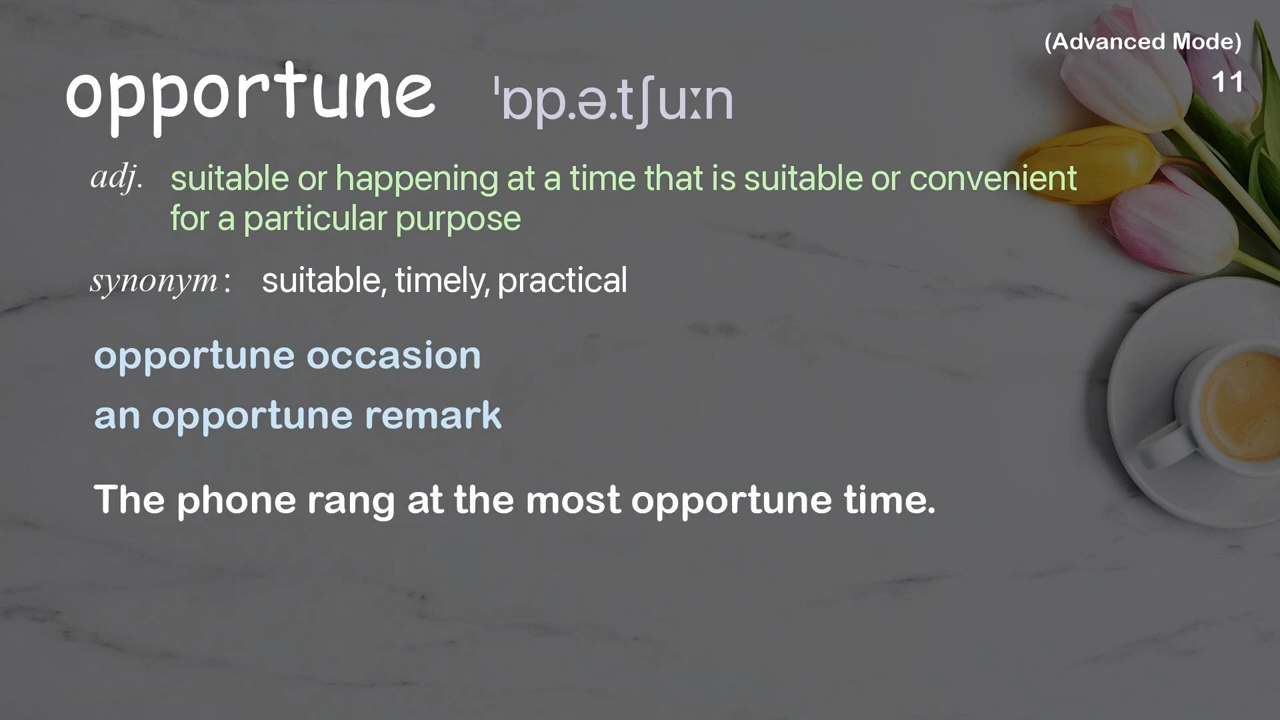 (Advanced Mode)
11
opportune ˈɒp.ə.tʃuːn
adj. suitable or happening at a time that is suitable or convenient
for a particular purpose
synonym : suitable, timely, practical
opportune occasion
an opportune remark
The phone rang at the most opportune time.